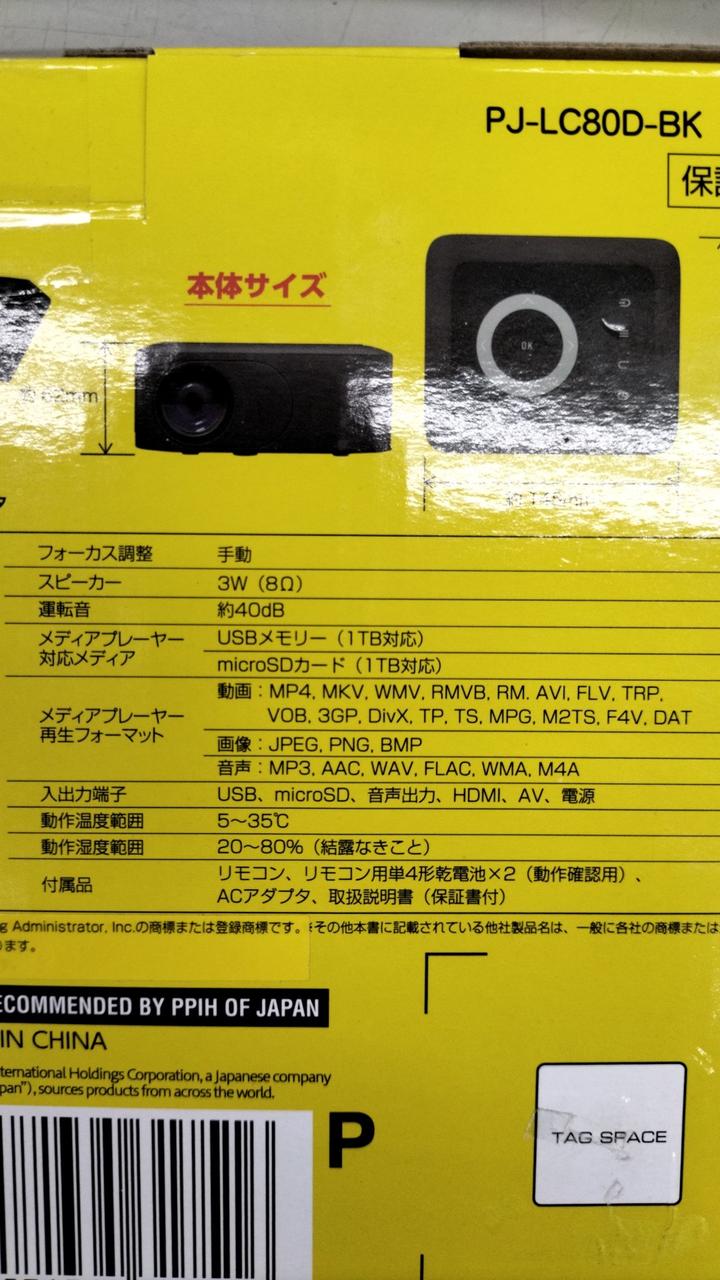 PJ-LC80D-BK
保
本体サイズ
OK
フォーカス調整 手動
スピーカー 3W（8Ω）
運転音 約40dB
メディアプレーヤー対応メディア USBメモリー（1TB対応）
microSDカード（1TB対応）
メディアプレーヤー再生フォーマット 動画：MP4, MKV, WMV, RMVB, RM. AVI, FLV, TRP,
VOB, 3GP, DivX, TP, TS, MPG, M2TS, F4V, DAT
画像：JPEG, PNG, BMP
音声：MP3, AAC, WAV, FLAC, WMA, M4A
入出力端子 USB、microSD、音声出力、HDMI、AV、電源
動作温度範囲 5〜35℃
動作湿度範囲 20〜80%（結露なきこと）
付属品 リモコン、リモコン用単4形乾電池×2（動作確認用）、
ACアダプタ、取扱説明書（保証書付）
g Administrator, Inc.の商標または登録商標です。 その他本書に記載されている他社製品名は、一般に各社の商標または
ます。
ECOMMENDED BY PPIH OF JAPAN
IN CHINA
ternational Holdings Corporation, a Japanese company
pan"), sources products from across the world.
P
TAG SPACE